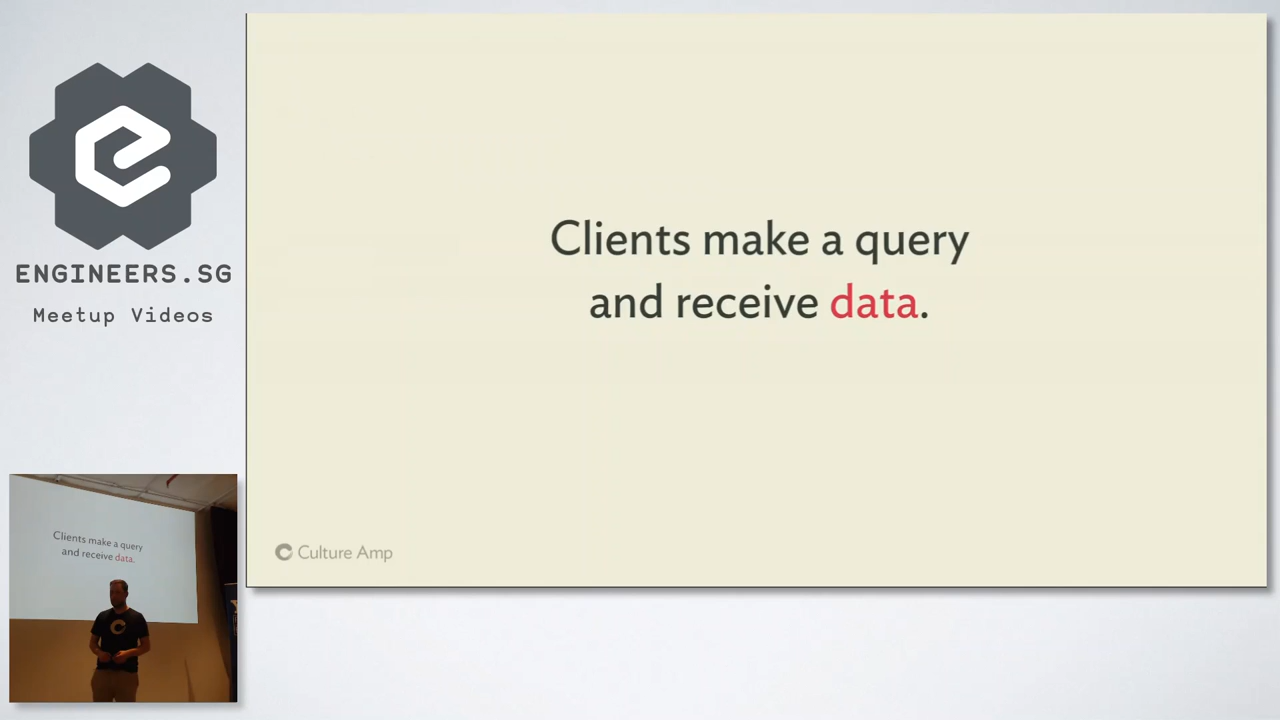 ENGINEERS.SG
Meetup Videos
Clients make a query
and receive data.
Culture Amp
Clients make a query
and receive data.